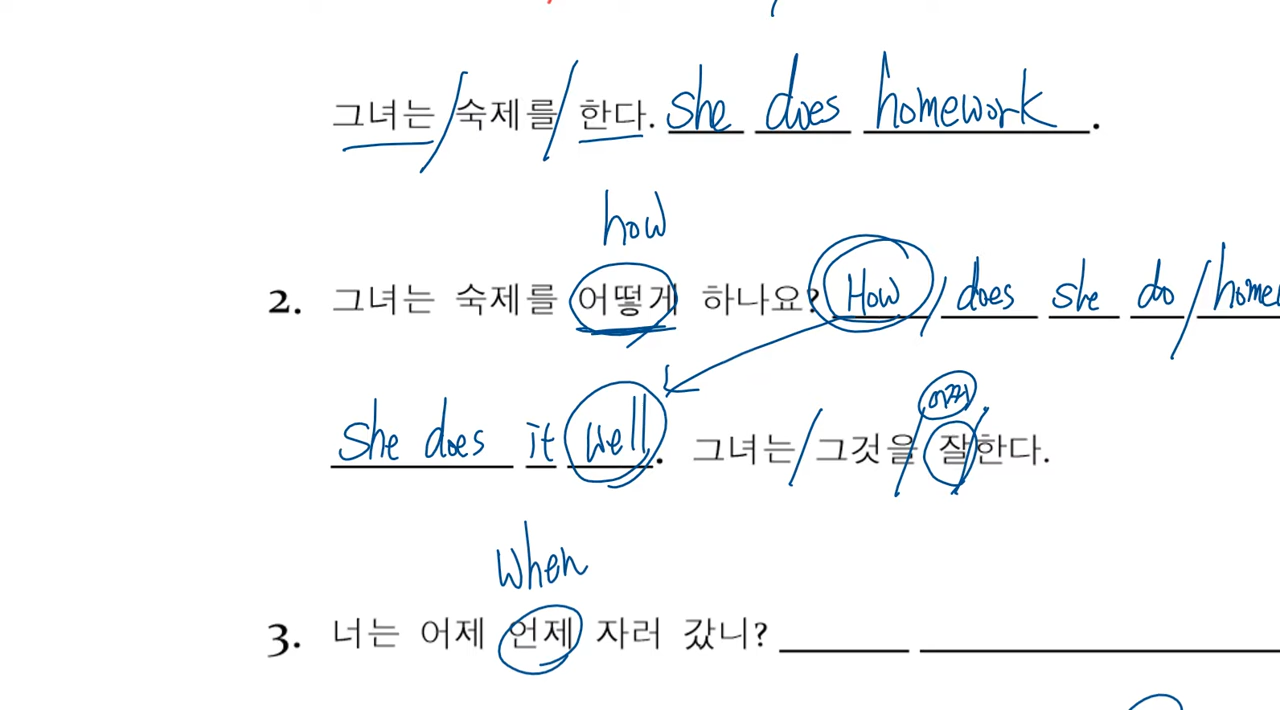 그녀는 / 숙제를 / 한다. she does homework.
how
2. 그녀는 숙제를 어떻게 하나요? How / does she do /
she does it well. 그녀는 / 그것을 / 잘 / 한다.
when
3. 너는 어제 언제 자러 갔니?